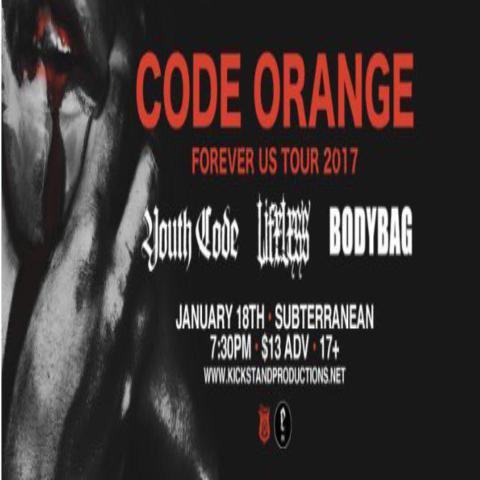 CODE ORANGE
FOREVER US TOUR 2017
Youth Code Lifeless BODYBAG
JANUARY 18TH • SUBTERRANEAN
7:30PM • $13 ADV • 17+
WWW.KICKSTANDPRODUCTIONS.NET